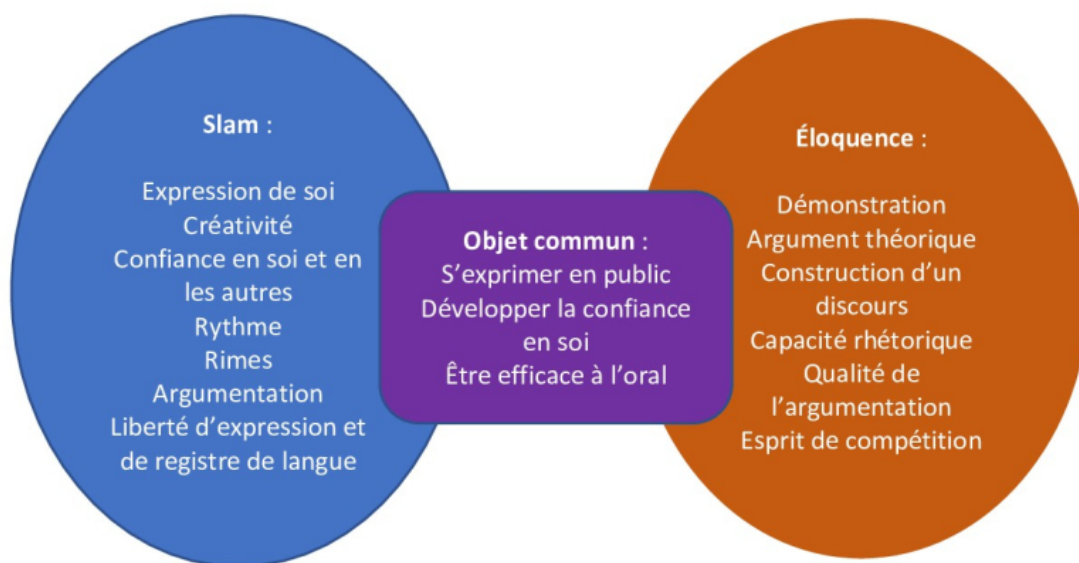 Slam :
Expression de soi
Créativité
Confiance en soi et en
les autres
Rythme
Rimes
Argumentation
Liberté d’expression et
de registre de langue
Objet commun :
S’exprimer en public
Développer la confiance
en soi
Être efficace à l’oral
Éloquence :
Démonstration
Argument théorique
Construction d’un
discours
Capacité rhétorique
Qualité de
l’argumentation
Esprit de compétition